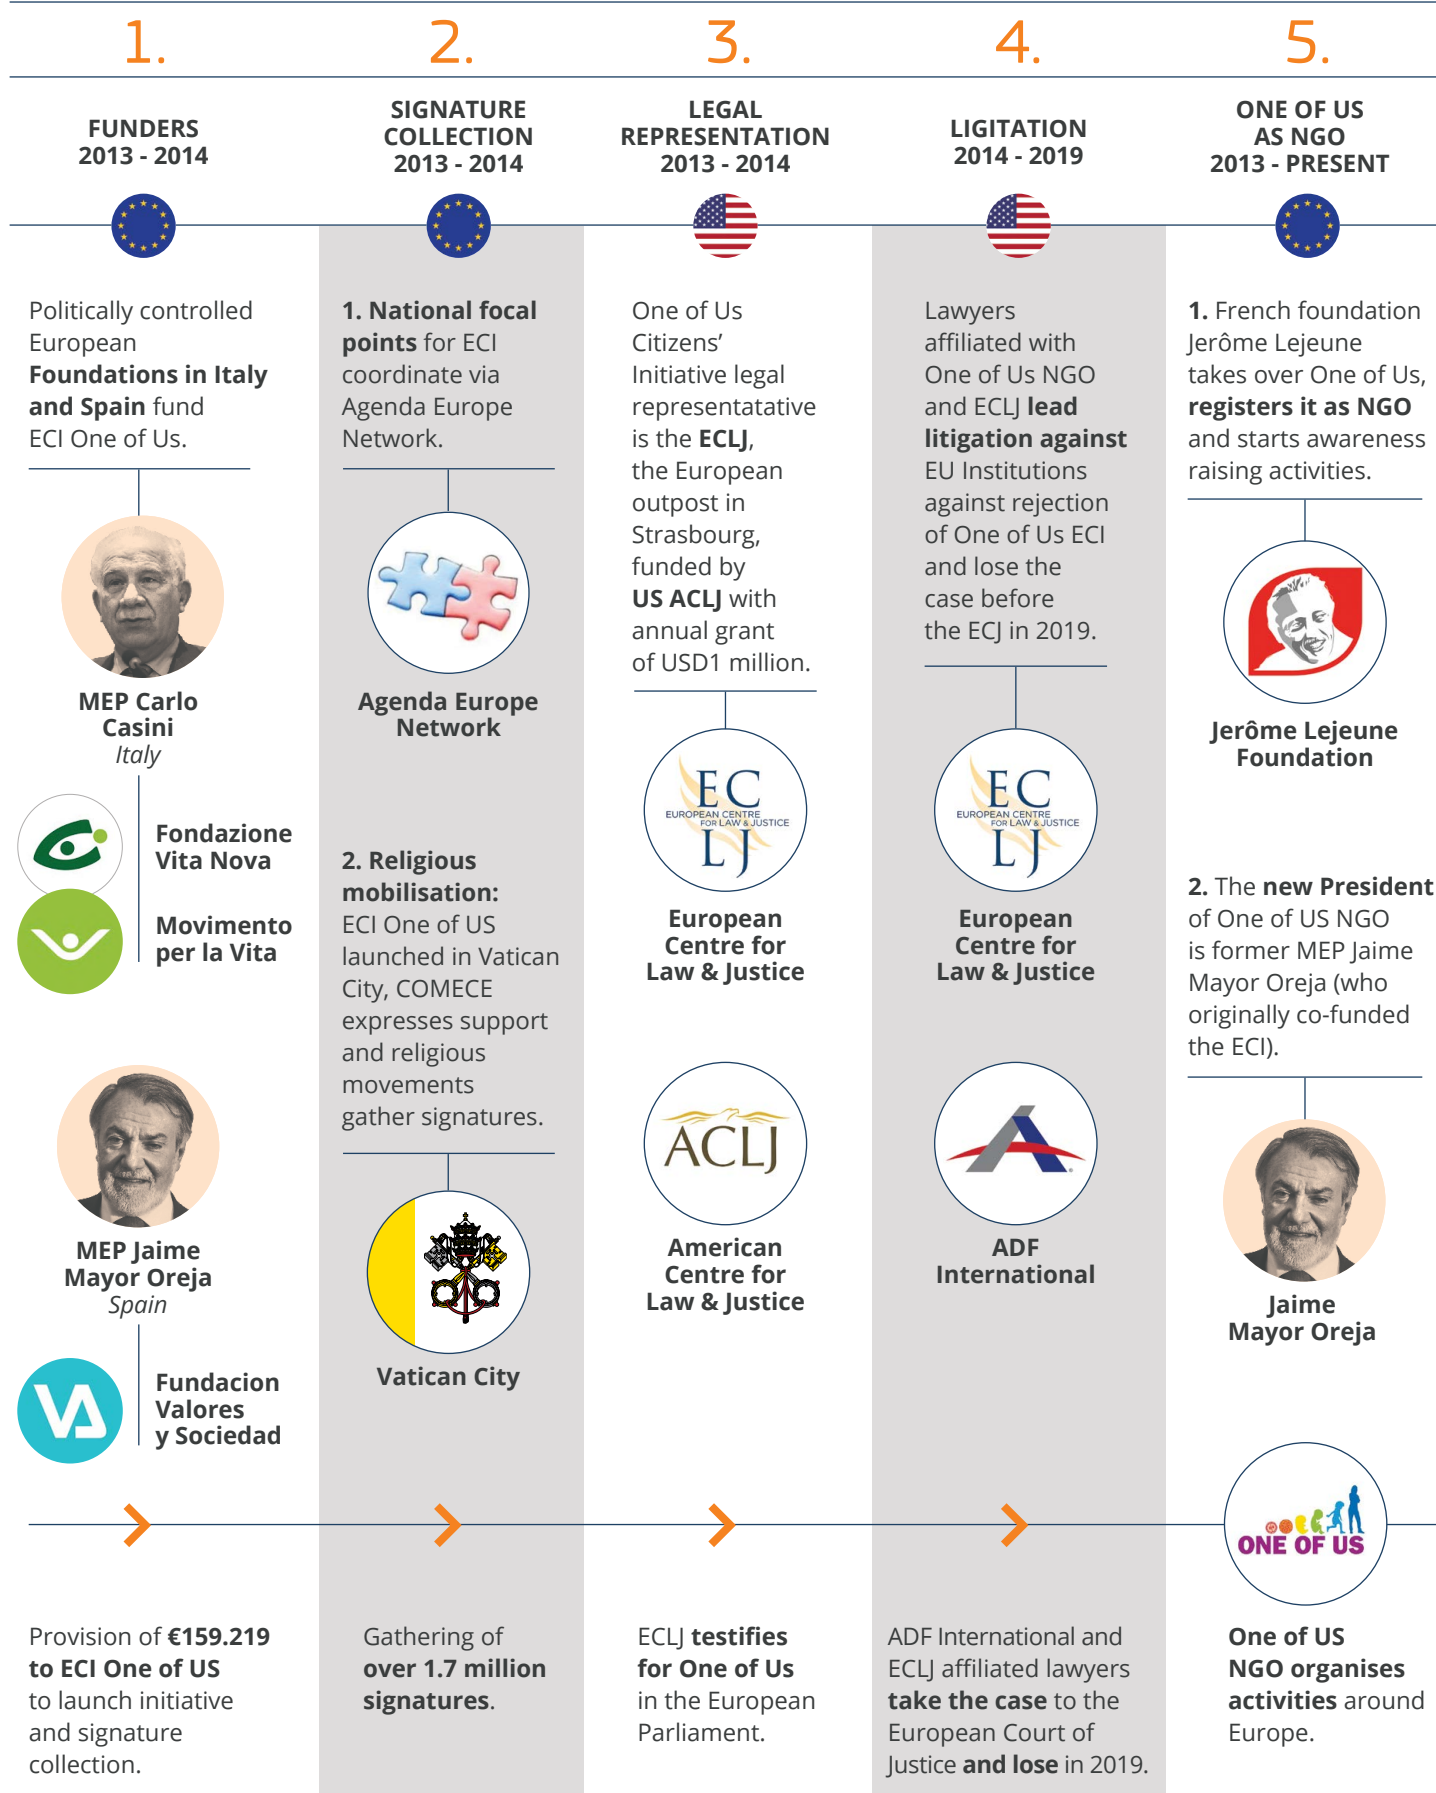 1.
FUNDERS
2013 - 2014
Politically controlled
European
Foundations in Italy
and Spain fund
ECI One of Us.
MEP Carlo
Casini
Italy
Fondazione
Vita Nova
Movimento
per la Vita
MEP Jaime
Mayor Oreja
Spain
VA
Fundacion
Valores
y Sociedad
Provision of €159.219
to ECI One of US
to launch initiative
and signature
collection.
2.
SIGNATURE
COLLECTION
2013 - 2014
1. National focal
points for ECI
coordinate via
Agenda Europe
Network.
Agenda Europe
Network
2. Religious
mobilisation:
ECI One of US
launched in Vatican
City, COMECE
expresses support
and religious
movements
gather signatures.
Vatican City
Gathering of
over 1.7 million
signatures.
3.
LEGAL
REPRESENTATION
2013 - 2014
One of Us
Citizens’
Initiative legal
representatative
is the ECLJ,
the European
outpost in
Strasbourg,
funded by
US ACLJ with
annual grant
of USD1 million.
EC
EUROPEAN CENTRE
FOR LAW & JUSTICE
LJ
European
Centre for
Law & Justice
ACLJ
American
Centre for
Law & Justice
ECLJ testifies
for One of Us
in the European
Parliament.
4.
LIGITATION
2014 - 2019
Lawyers
affiliated with
One of Us NGO
and ECLJ lead
litigation against
EU Institutions
against rejection
of One of Us ECI
and lose the
case before
the ECJ in 2019.
EC
EUROPEAN CENTRE
FOR LAW & JUSTICE
LJ
European
Centre for
Law & Justice
ADF
International
ADF International and
ECLJ affiliated lawyers
take the case to the
European Court of
Justice and lose in 2019.
5.
ONE OF US
AS NGO
2013 - PRESENT
1. French foundation
Jerôme Lejeune
takes over One of Us,
registers it as NGO
and starts awareness
raising activities.
Jerôme Lejeune
Foundation
2. The new President
of One of US NGO
is former MEP Jaime
Mayor Oreja (who
originally co-funded
the ECI).
Jaime
Mayor Oreja
ONE OF US
One of US
NGO organises
activities around
Europe.